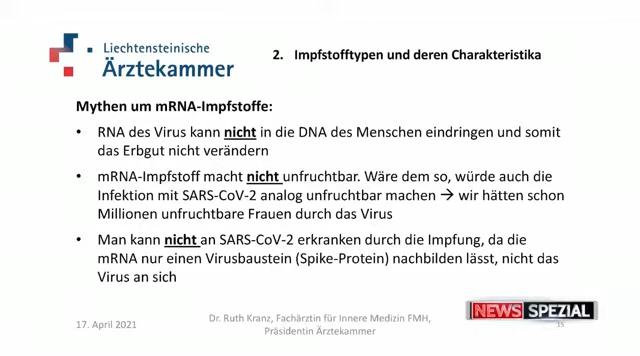 Liechtensteinische
Ärztekammer
2. Impfstofftypen und deren Charakteristika
Mythen um mRNA-Impfstoffe:
• RNA des Virus kann nicht in die DNA des Menschen eindringen und somit
das Erbgut nicht verändern
• mRNA-Impfstoff macht nicht unfruchtbar. Wäre dem so, würde auch die
Infektion mit SARS-CoV-2 analog unfruchtbar machen → wir hätten schon
Millionen unfruchtbare Frauen durch das Virus
• Man kann nicht an SARS-CoV-2 erkranken durch die Impfung, da die
mRNA nur einen Virusbaustein (Spike-Protein) nachbilden lässt, nicht das
Virus an sich
17. April 2021
Dr. Ruth Kranz, Fachärztin für Innere Medizin FMH,
Präsidentin Ärztekammer
NEWS SPEZIAL
15